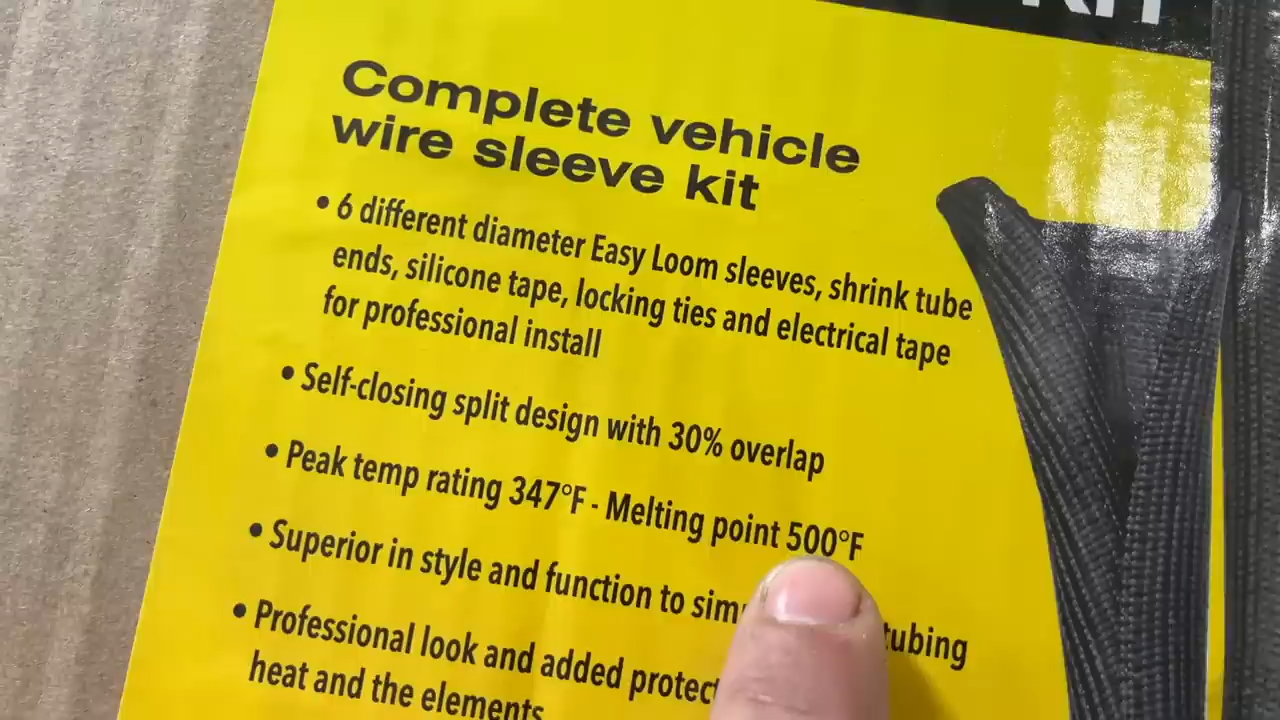 KIT
Complete vehicle
wire sleeve kit
• 6 different diameter Easy Loom sleeves, shrink tube
ends, silicone tape, locking ties and electrical tape
for professional install
• Self-closing split design with 30% overlap
• Peak temp rating 347°F - Melting point 500°F
• Superior in style and function to tubing
• Professional look and added
heat and the elements